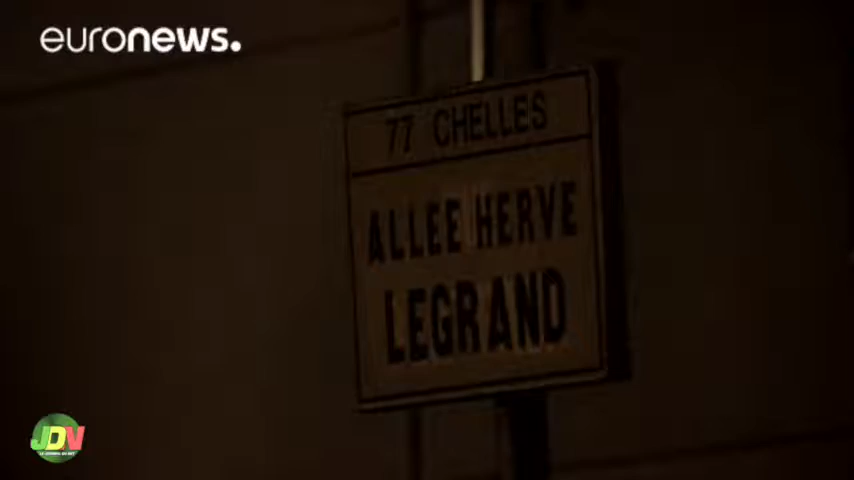 euronews.
77 CHELLES
ALLEE HERVE
LEGRAND
JDV